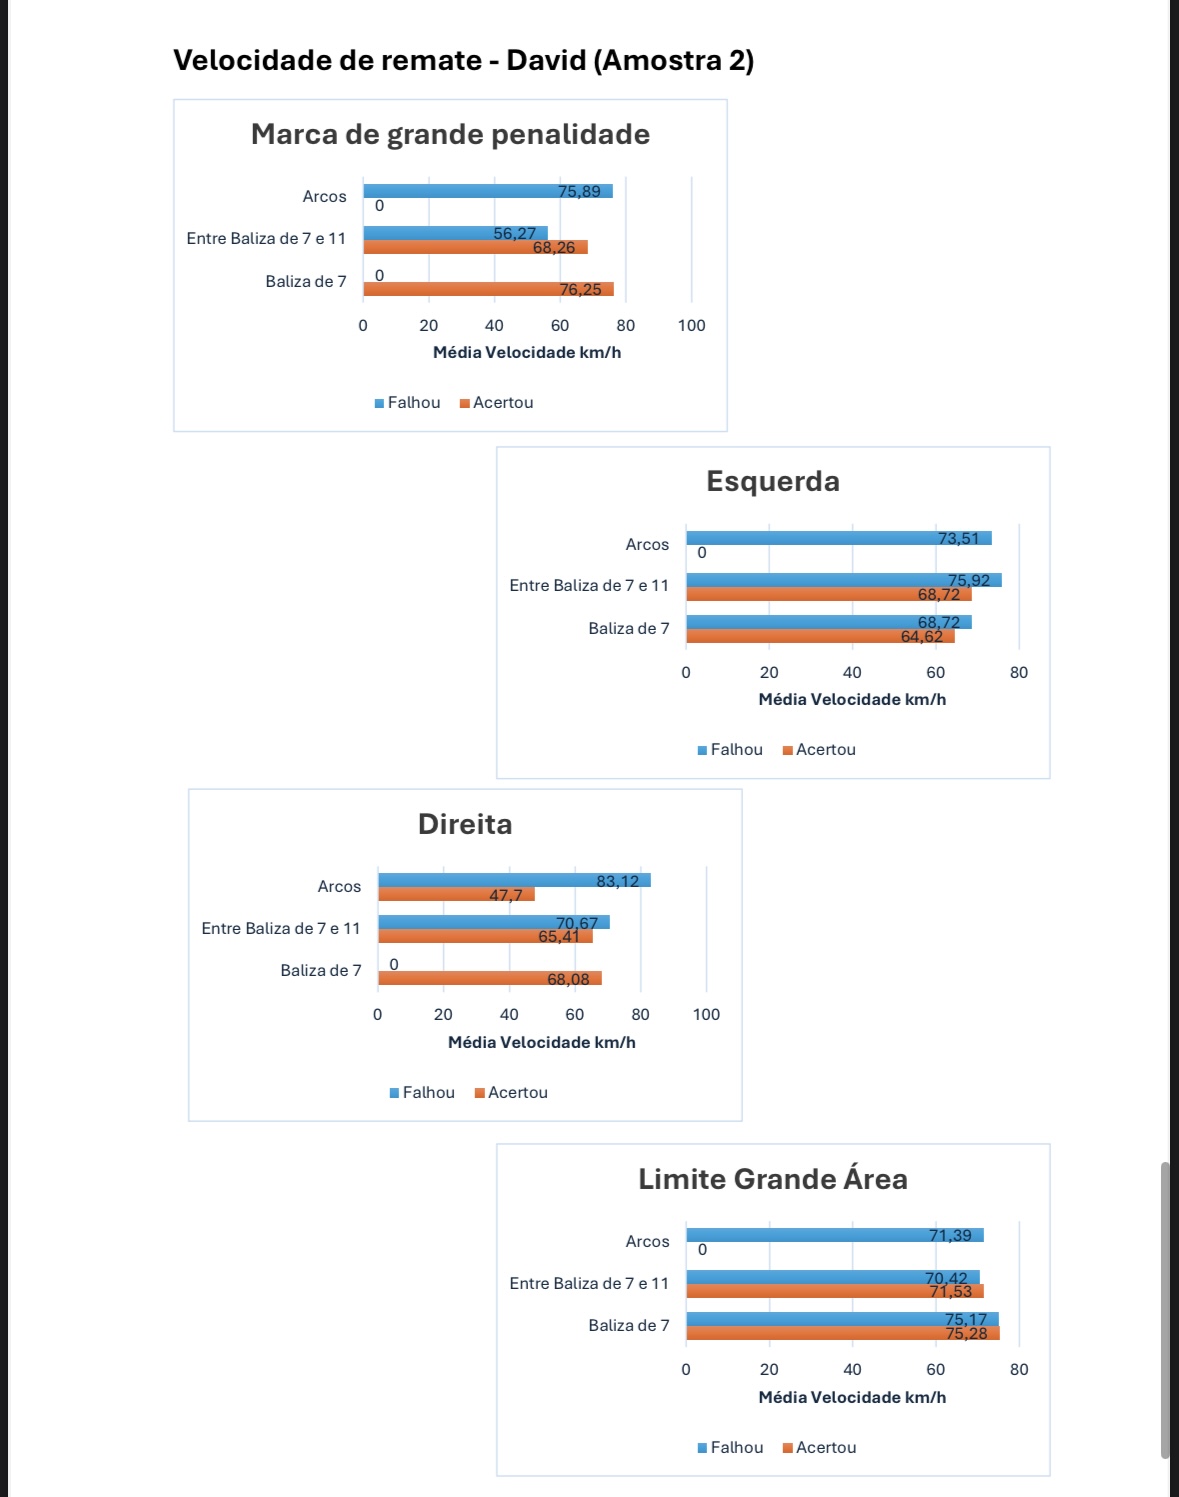 Velocidade de remate - David (Amostra 2)
Marca de grande penalidade
Arcos
75,89
0
Entre Baliza de 7 e 11
56,27
68,26
Baliza de 7
0
76,25
0 20 40 60 80 100
Média Velocidade km/h
Falhou Acertou
Esquerda
Arcos
73,51
0
Entre Baliza de 7 e 11
75,92
68,72
Baliza de 7
68,72
64,62
0 20 40 60 80
Média Velocidade km/h
Falhou Acertou
Direita
Arcos
83,12
47,7
Entre Baliza de 7 e 11
70,67
65,41
Baliza de 7
0
68,08
0 20 40 60 80 100
Média Velocidade km/h
Falhou Acertou
Limite Grande Área
Arcos
71,39
0
Entre Baliza de 7 e 11
70,42
71,53
Baliza de 7
75,17
75,28
0 20 40 60 80
Média Velocidade km/h
Falhou Acertou